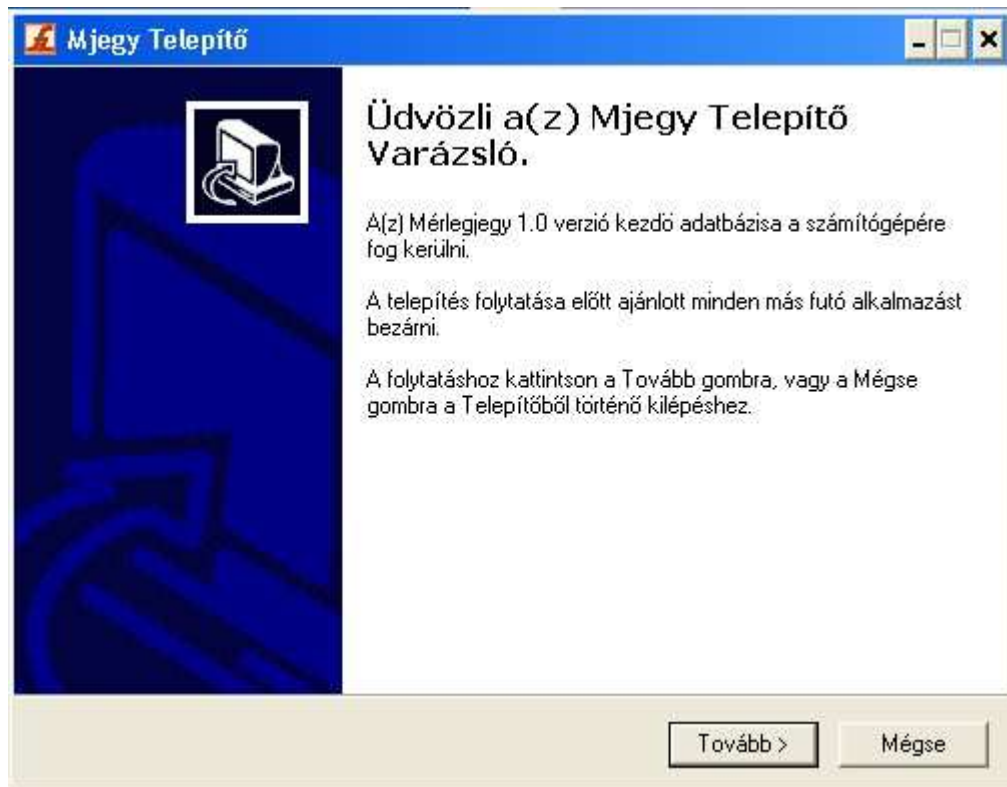 Mjegy Telepítő
Üdvözli a(z) Mjegy Telepítő
Varázsló.
A(z) Mérlegjegy 1.0 verzió kezdö adatbázisa a számítógépére
fog kerülni.
A telepítés folytatása előtt ajánlott minden más futó alkalmazást
bezárni.
A folytatáshoz kattintson a Tovább gombra, vagy a Mégse
gombra a Telepítőből történő kilépéshez.
Tovább >
Mégse